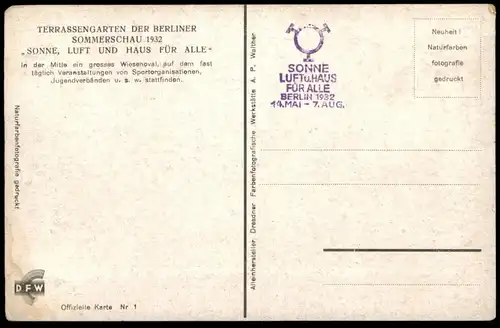 TERRASSENGARTEN DER BERLINER
SOMMERSCHAU 1932
„SONNE, LUFT UND HAUS FÜR ALLE“
In der Mitte ein grosses Wiesenoval, auf dem fast
täglich Veranstaltungen von Sportorganisationen,
Jugendverbänden u. s. w. stattfinden.
Naturfarbenfotografie gedruckt
DFW
Offizielle Karte Nr 1
Alleinhersteller: Dresdner Farbenfotografische Werkstätte A. P. Walther
SONNE
LUFT U. HAUS
FÜR ALLE
BERLIN 1932
14. MAI - 7. AUG.
Neuheit!
Naturfarben
fotografie
gedruckt